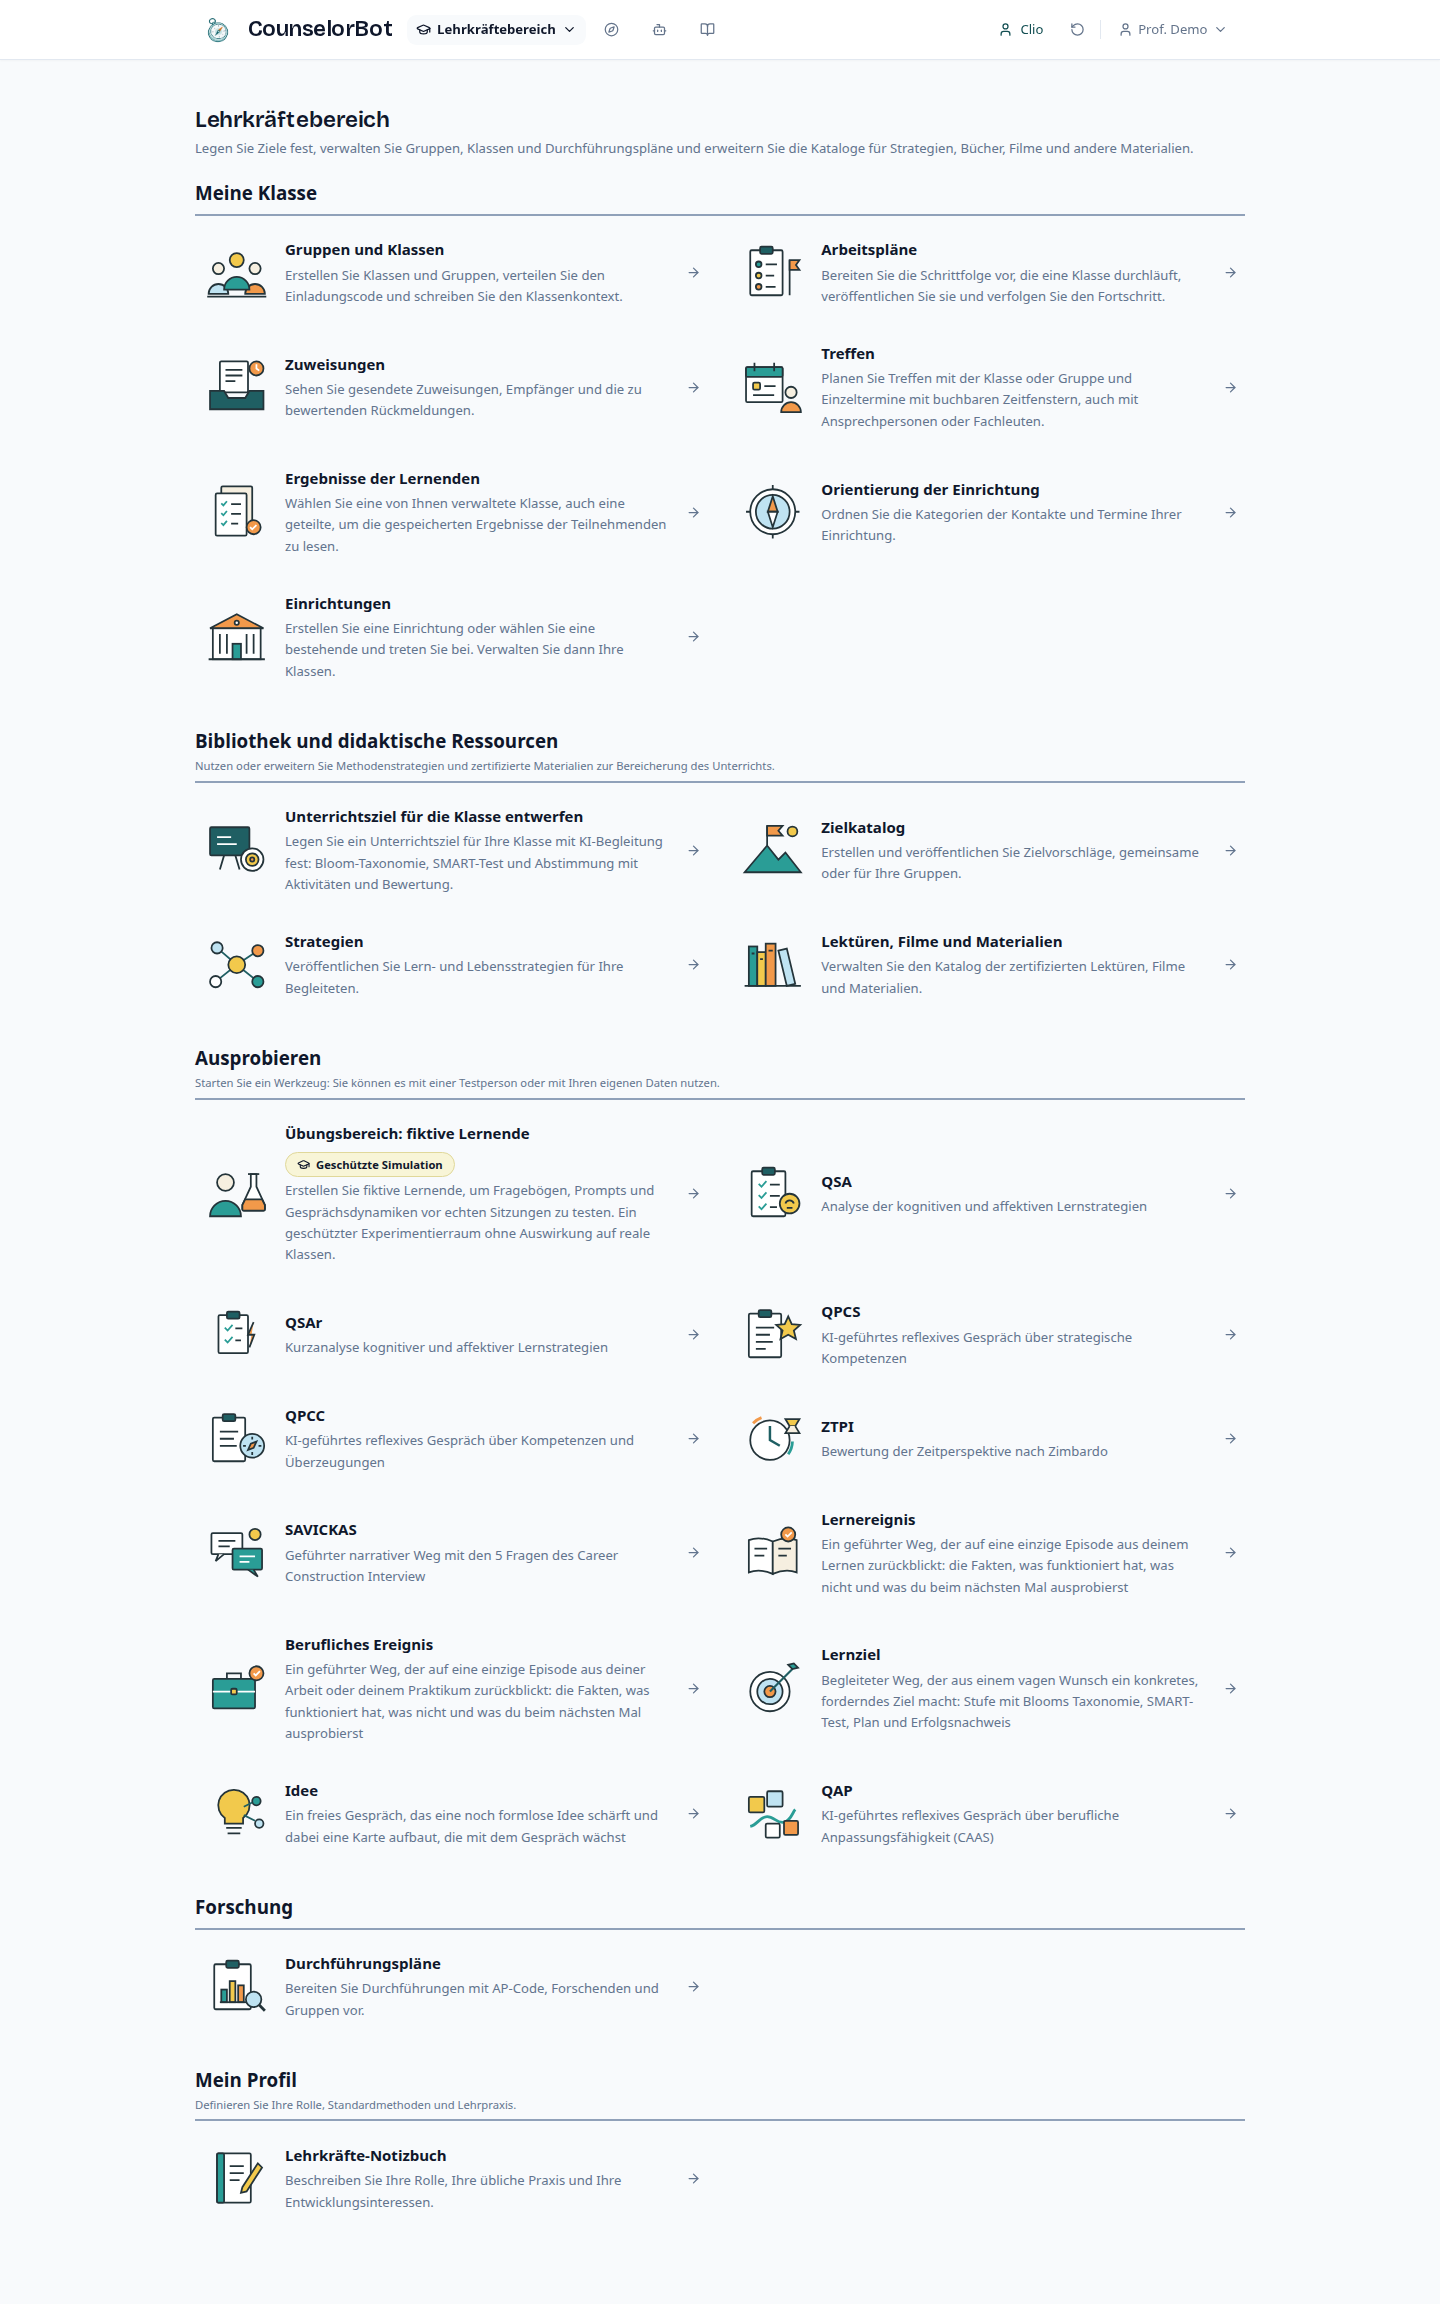 CounselorBot
Lehrkräftebereich
Clio
Prof. Demo
Lehrkräftebereich
Legen Sie Ziele fest, verwalten Sie Gruppen, Klassen und Durchführungspläne und erweitern Sie die Kataloge für Strategien, Bücher, Filme und andere Materialien.
Meine Klasse
Gruppen und Klassen
Erstellen Sie Klassen und Gruppen, verteilen Sie den
Einladungscode und schreiben Sie den Klassenkontext.
Arbeitspläne
Bereiten Sie die Schrittfolge vor, die eine Klasse durchläuft,
veröffentlichen Sie sie und verfolgen Sie den Fortschritt.
Zuweisungen
Sehen Sie gesendete Zuweisungen, Empfänger und die zu
bewertenden Rückmeldungen.
Treffen
Planen Sie Treffen mit der Klasse oder Gruppe und
Einzeltermine mit buchbaren Zeitfenstern, auch mit
Ansprechpersonen oder Fachleuten.
Ergebnisse der Lernenden
Wählen Sie eine von Ihnen verwaltete Klasse, auch eine
geteilte, um die gespeicherten Ergebnisse der Teilnehmenden
zu lesen.
Orientierung der Einrichtung
Ordnen Sie die Kategorien der Kontakte und Termine Ihrer
Einrichtung.
Einrichtungen
Erstellen Sie eine Einrichtung oder wählen Sie eine
bestehende und treten Sie bei. Verwalten Sie dann Ihre
Klassen.
Bibliothek und didaktische Ressourcen
Nutzen oder erweitern Sie Methodenstrategien und zertifizierte Materialien zur Bereicherung des Unterrichts.
Unterrichtsziel für die Klasse entwerfen
Legen Sie ein Unterrichtsziel für Ihre Klasse mit KI-Begleitung
fest: Bloom-Taxonomie, SMART-Test und Abstimmung mit
Aktivitäten und Bewertung.
Zielkatalog
Erstellen und veröffentlichen Sie Zielvorschläge, gemeinsame
oder für Ihre Gruppen.
Strategien
Veröffentlichen Sie Lern- und Lebensstrategien für Ihre
Begleiteten.
Lektüren, Filme und Materialien
Verwalten Sie den Katalog der zertifizierten Lektüren, Filme
und Materialien.
Ausprobieren
Starten Sie ein Werkzeug: Sie können es mit einer Testperson oder mit Ihren eigenen Daten nutzen.
Übungsbereich: fiktive Lernende
Geschützte Simulation
Erstellen Sie fiktive Lernende, um Fragebögen, Prompts und
Gesprächsdynamiken vor echten Sitzungen zu testen. Ein
geschützter Experimentierraum ohne Auswirkung auf reale
Klassen.
QSA
Analyse der kognitiven und affektiven Lernstrategien
QSAr
Kurzanalyse kognitiver und affektiver Lernstrategien
QPCS
KI-geführtes reflexives Gespräch über strategische
Kompetenzen
QPCC
KI-geführtes reflexives Gespräch über Kompetenzen und
Überzeugungen
ZTPI
Bewertung der Zeitperspektive nach Zimbardo
SAVICKAS
Geführter narrativer Weg mit den 5 Fragen des Career
Construction Interview
Lernereignis
Ein geführter Weg, der auf eine einzige Episode aus deinem
Lernen zurückblickt: die Fakten, was funktioniert hat, was
nicht und was du beim nächsten Mal ausprobierst
Berufliches Ereignis
Ein geführter Weg, der auf eine einzige Episode aus deiner
Arbeit oder deinem Praktikum zurückblickt: die Fakten, was
funktioniert hat, was nicht und was du beim nächsten Mal
ausprobierst
Lernziel
Begleiteter Weg, der aus einem vagen Wunsch ein konkretes,
forderndes Ziel macht: Stufe mit Blooms Taxonomie, SMART-
Test, Plan und Erfolgsnachweis
Idee
Ein freies Gespräch, das eine noch formlose Idee schärft und
dabei eine Karte aufbaut, die mit dem Gespräch wächst
QAP
KI-geführtes reflexives Gespräch über berufliche
Anpassungsfähigkeit (CAAS)
Forschung
Durchführungspläne
Bereiten Sie Durchführungen mit AP-Code, Forschenden und
Gruppen vor.
Mein Profil
Definieren Sie Ihre Rolle, Standardmethoden und Lehrpraxis.
Lehrkräfte-Notizbuch
Beschreiben Sie Ihre Rolle, Ihre übliche Praxis und Ihre
Entwicklungsinteressen.